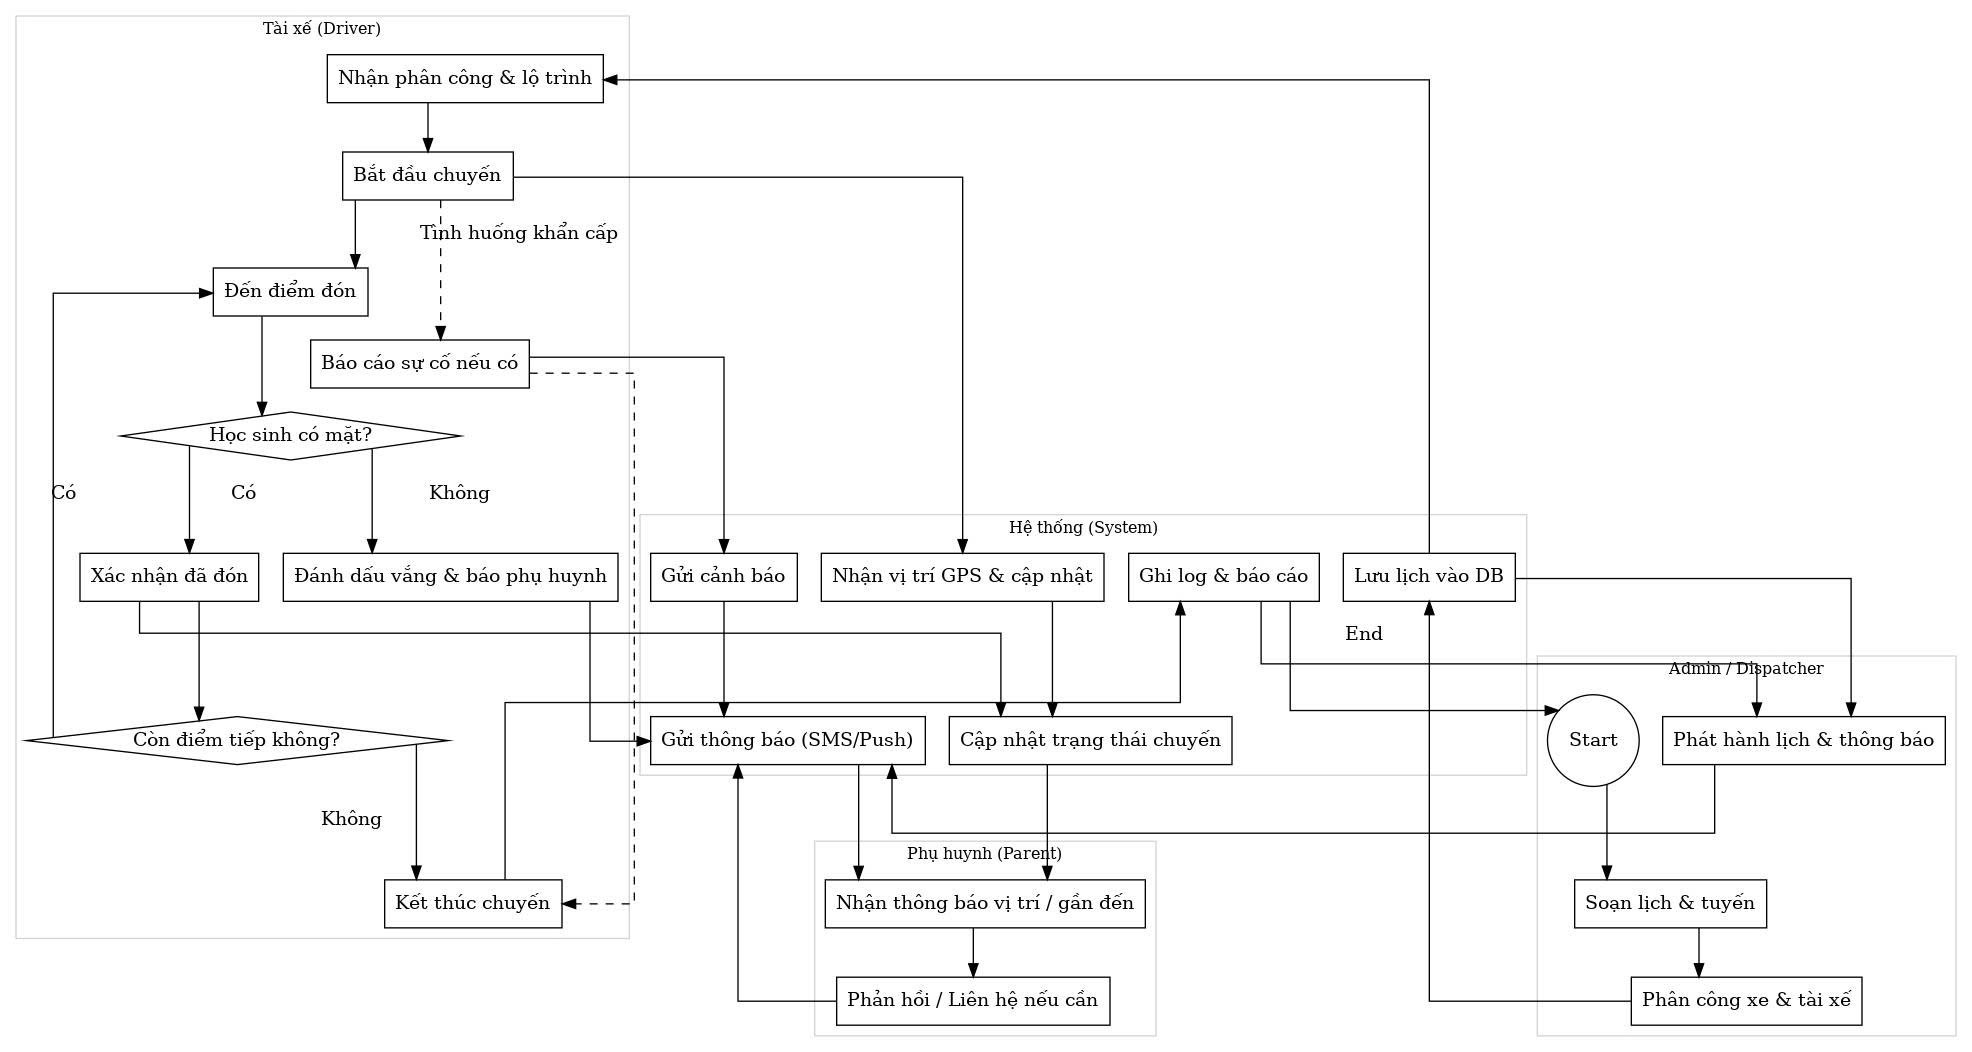 Tài xế (Driver)
Nhận phân công & lộ trình
Bắt đầu chuyến
Tình huống khẩn cấp
Đến điểm đón
Báo cáo sự cố nếu có
Học sinh có mặt?
Có
Có
Không
Xác nhận đã đón
Đánh dấu vắng & báo phụ huynh
Còn điểm tiếp không?
Không
Kết thúc chuyến
Hệ thống (System)
Gửi cảnh báo
Nhận vị trí GPS & cập nhật
Ghi log & báo cáo
Lưu lịch vào DB
End
Gửi thông báo (SMS/Push)
Cập nhật trạng thái chuyến
Phụ huynh (Parent)
Nhận thông báo vị trí / gần đến
Phản hồi / Liên hệ nếu cần
Admin / Dispatcher
Start
Phát hành lịch & thông báo
Soạn lịch & tuyến
Phân công xe & tài xế